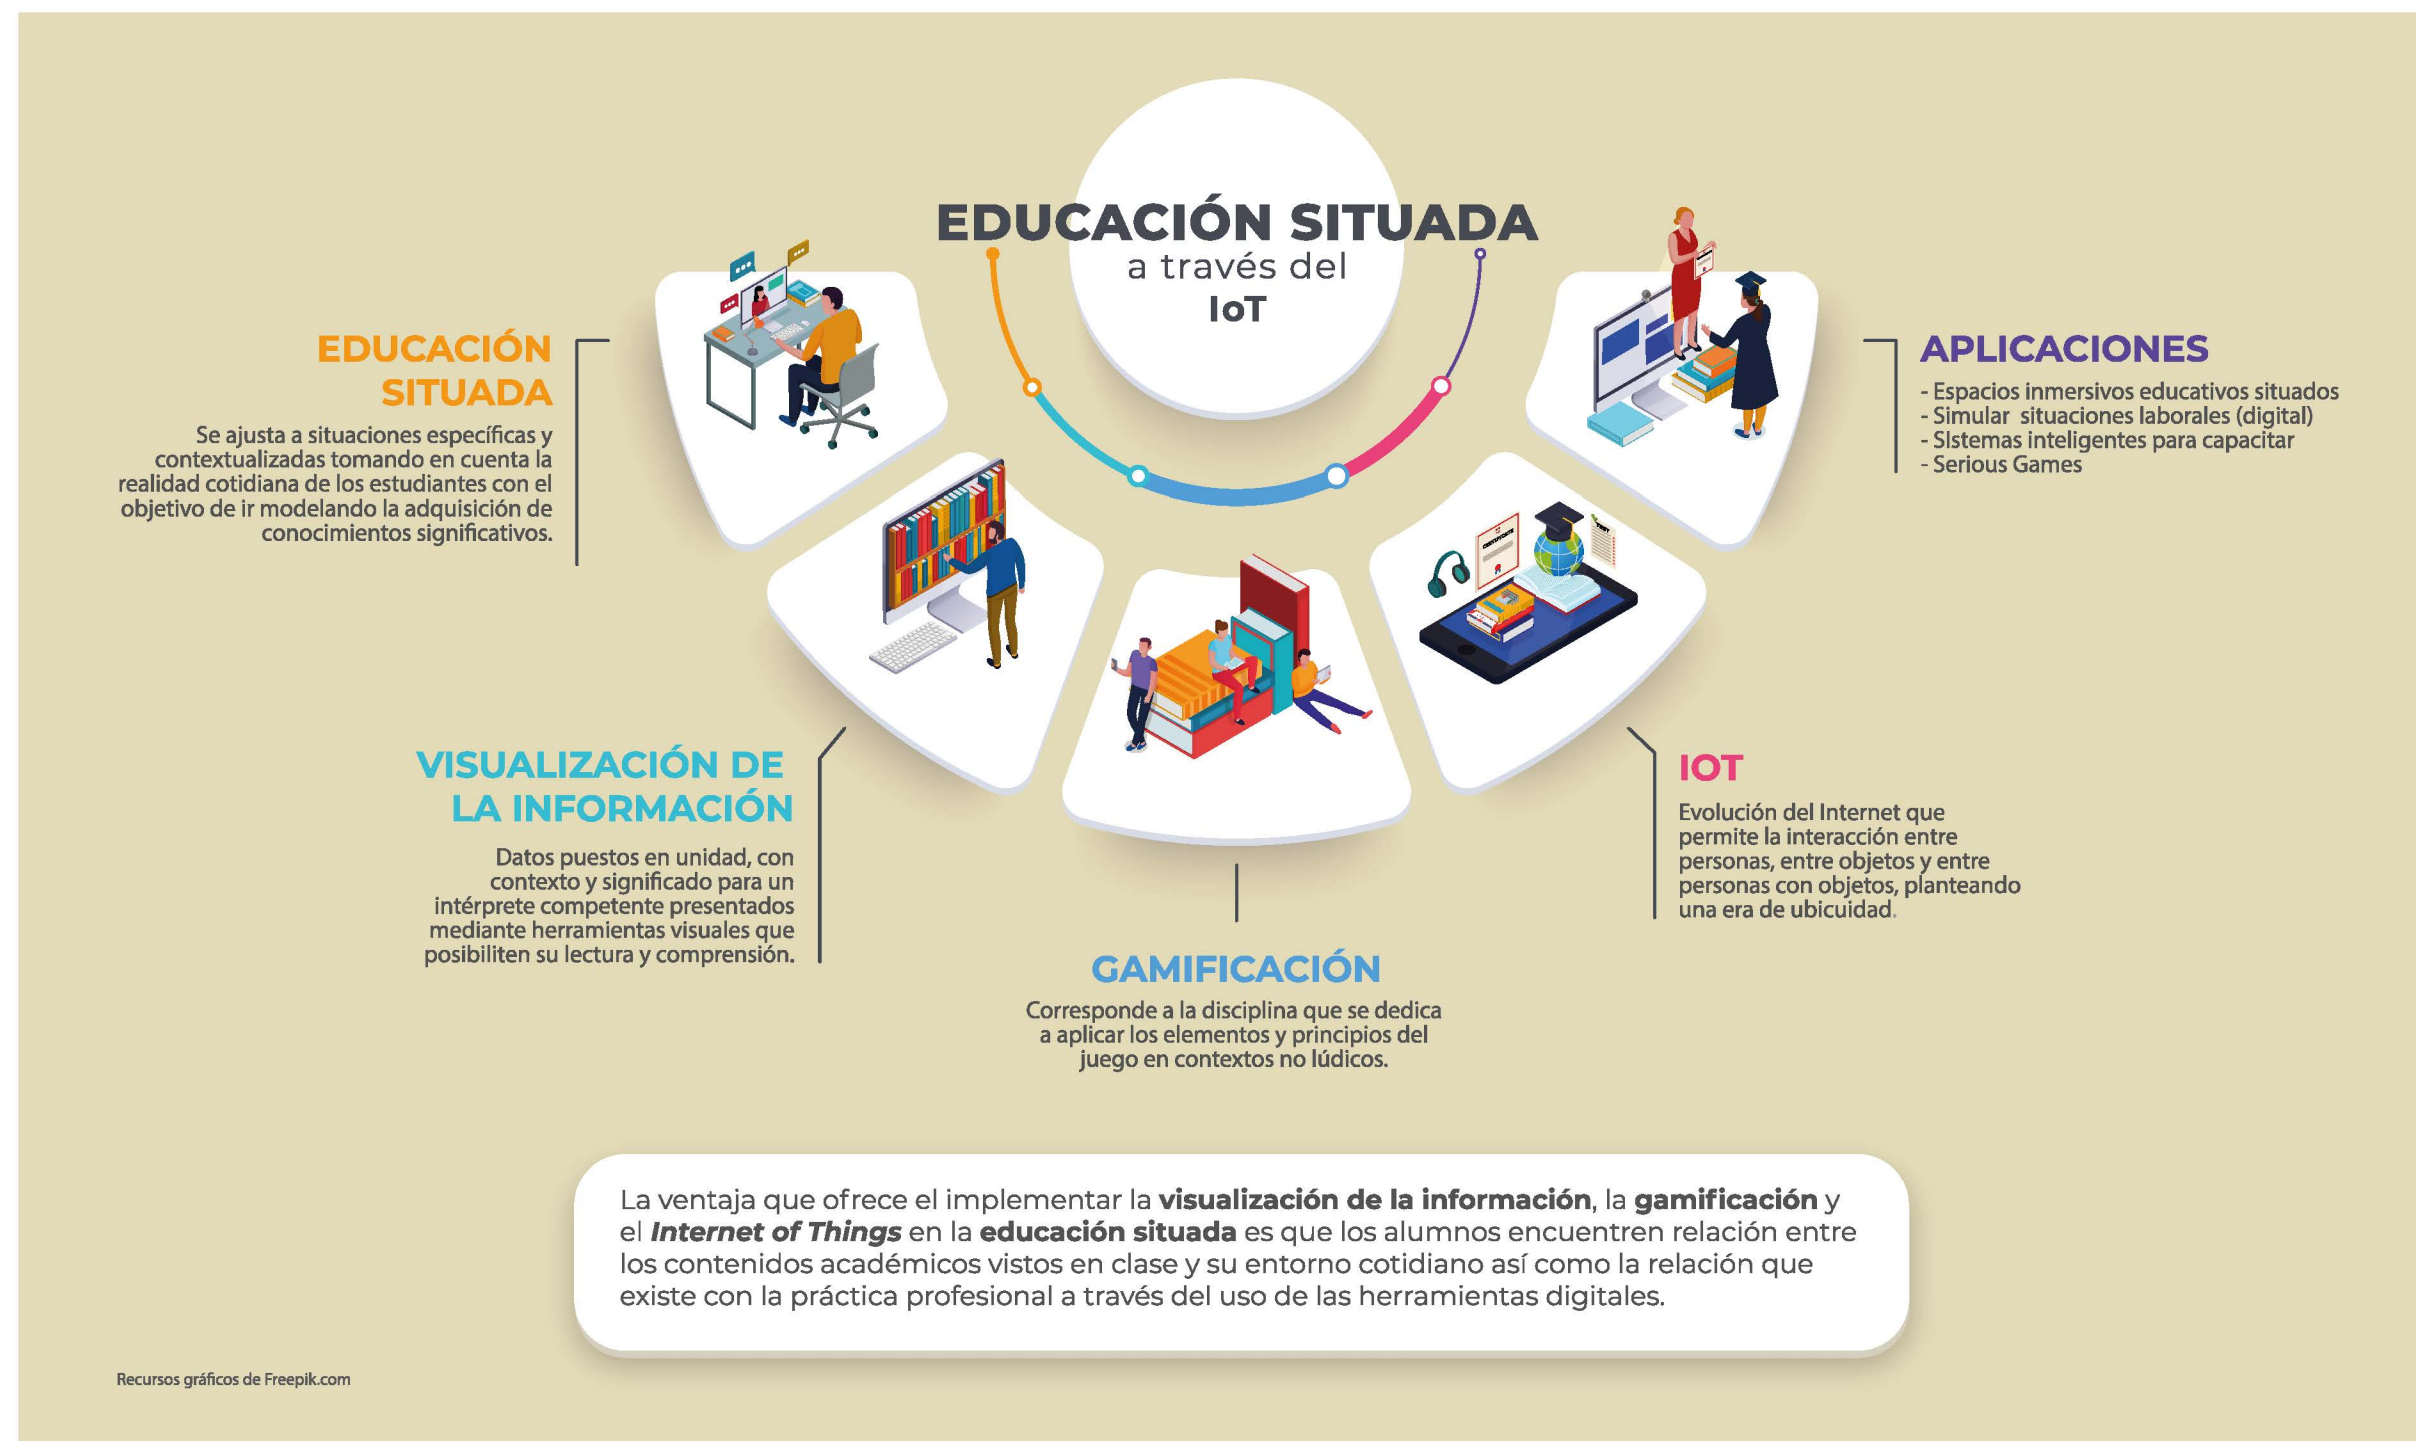 EDUCACIÓN SITUADA
a través del
IoT
EDUCACIÓN
SITUADA
Se ajusta a situaciones específicas y
contextualizadas tomando en cuenta la
realidad cotidiana de los estudiantes con el
objetivo de ir modelando la adquisición de
conocimientos significativos.
VISUALIZACIÓN DE
LA INFORMACIÓN
Datos puestos en unidad, con
contexto y significado para un
intérprete competente presentados
mediante herramientas visuales que
posibiliten su lectura y comprensión.
GAMIFICACIÓN
Corresponde a la disciplina que se dedica
a aplicar los elementos y principios del
juego en contextos no lúdicos.
CERTIFICATE
TEST
IOT
Evolución del Internet que
permite la interacción entre
personas, entre objetos y entre
personas con objetos, planteando
una era de ubicuidad.
APLICACIONES
- Espacios inmersivos educativos situados
- Simular situaciones laborales (digital)
- SIstemas inteligentes para capacitar
- Serious Games
La ventaja que ofrece el implementar la visualización de la información, la gamificación y
el Internet of Things en la educación situada es que los alumnos encuentren relación entre
los contenidos académicos vistos en clase y su entorno cotidiano así como la relación que
existe con la práctica profesional a través del uso de las herramientas digitales.
Recursos gráficos de Freepik.com